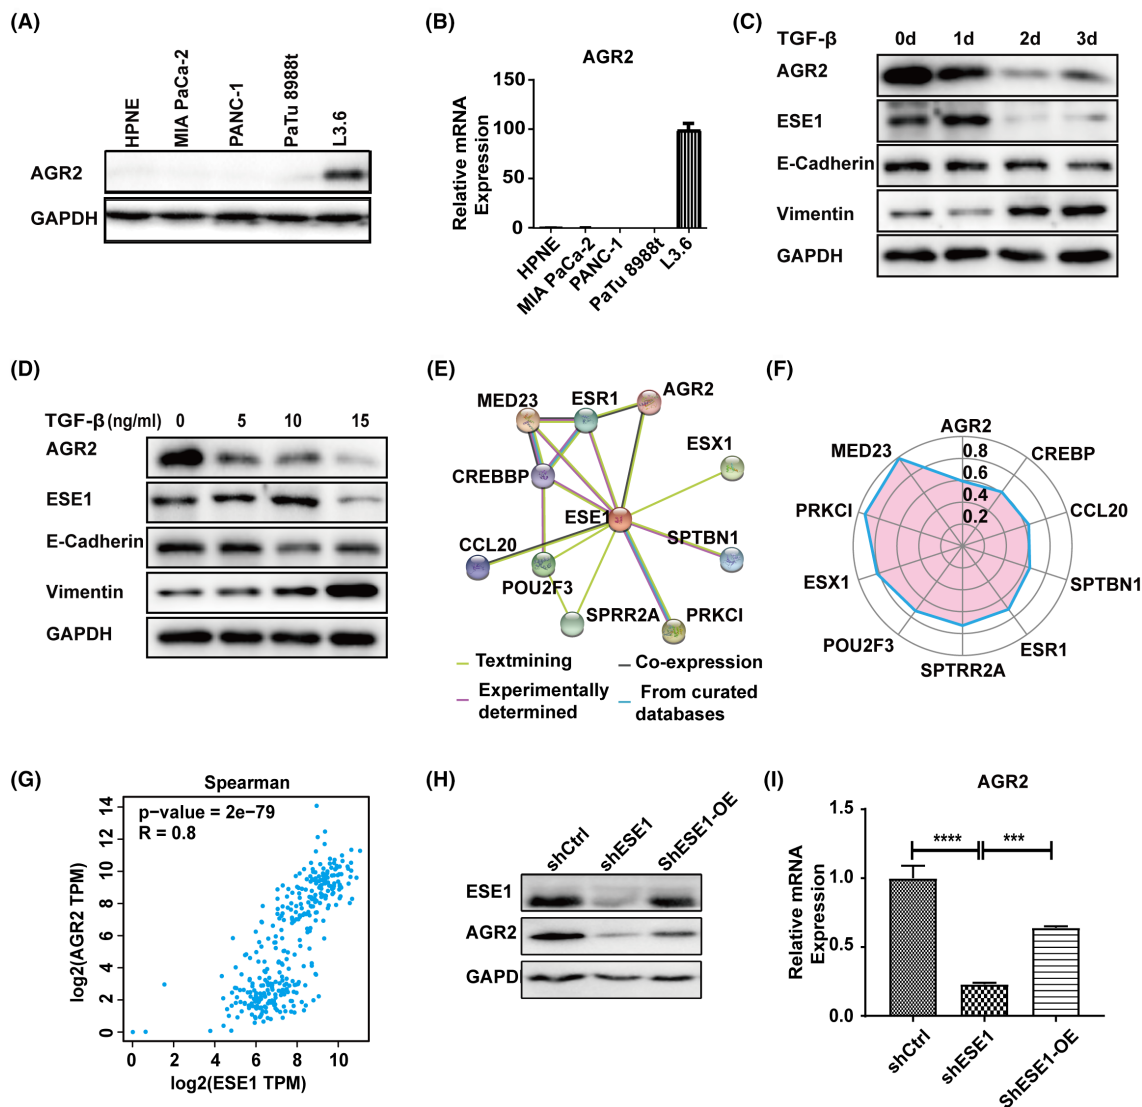 (A)
HPNE
MIA PaCa-2
PANC-1
PaTu 8988t
L3.6
AGR2
GAPDH
(B)
AGR2
Relative mRNA
Expression
150
100
50
0
HPNE
MIA PaCa-2
PANC-1
PaTu 8988t
L3.6
(C)
TGF-β 0d 1d 2d 3d
AGR2
ESE1
E-Cadherin
Vimentin
GAPDH
(D)
TGF-β (ng/ml) 0 5 10 15
AGR2
ESE1
E-Cadherin
Vimentin
GAPDH
(E)
MED23
ESR1
AGR2
ESX1
CREBBP
ESE1
SPTBN1
CCL20
POU2F3
SPRR2A
PRKCI
Textmining
Co-expression
Experimentally
determined
From curated
databases
(F)
AGR2
MED23
CREBP
0.8
0.6
0.4
0.2
PRKCI
CCL20
ESX1
SPTBN1
POU2F3
ESR1
SPTRR2A
(G)
Spearman
p-value = 2e-79
R = 0.8
log2(AGR2 TPM)
14
12
10
8
6
4
2
0
0 2 4 6 8 10
log2(ESE1 TPM)
(H)
shCtrl
shESE1
ShESE1-OE
ESE1
AGR2
GAPD
(I)
AGR2
Relative mRNA
Expression
1.5
1.0
0.5
0.0
**** ***
shCtrl
shESE1
ShESE1-OE